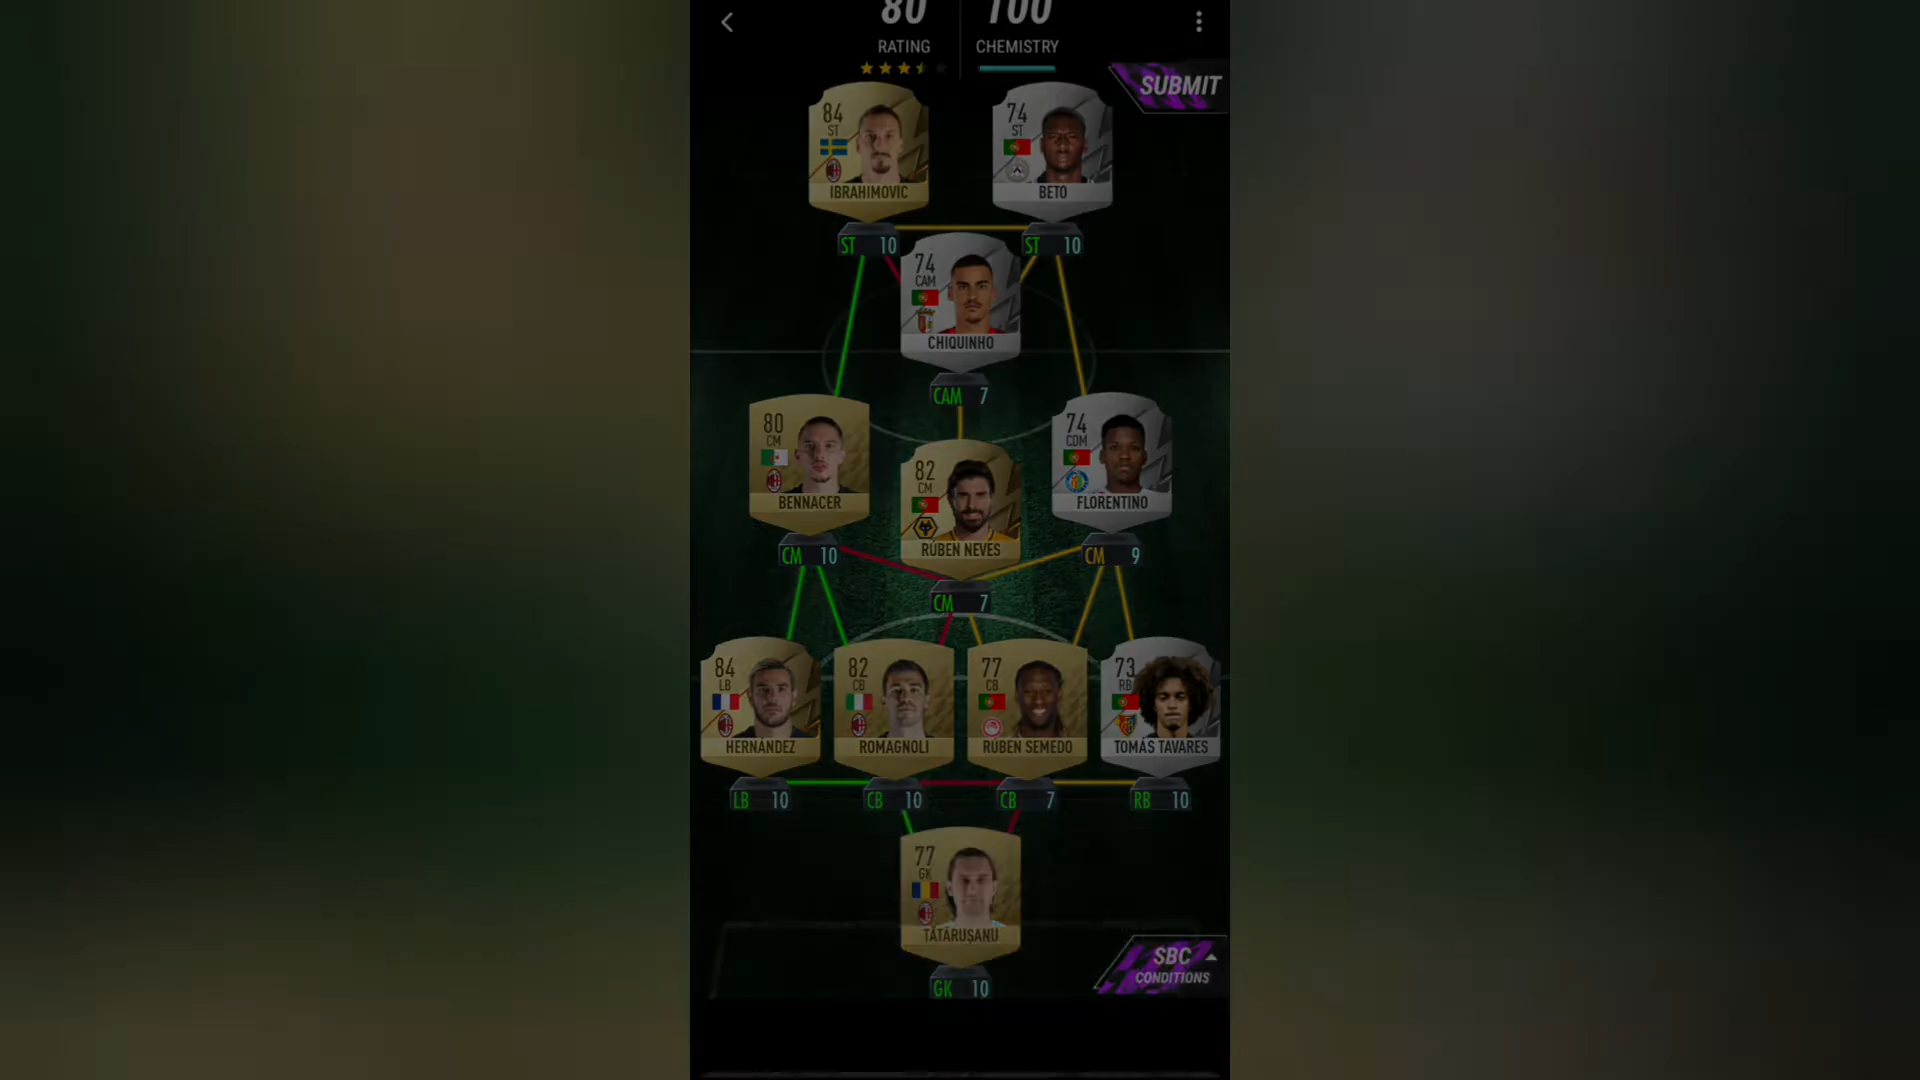 80 100
RATING CHEMISTRY
SUBMIT
84 ST IBRAHIMOVIC
74 ST BETO
ST 10
ST 10
74 CAM CHIQUINHO
CAM 7
80 CM BENNACER
82 CM RÚBEN NEVES
74 CDM FLORENTINO
CM 10
CM 9
CM 7
84 LB HERNÁNDEZ
82 CB ROMAGNOLI
77 CB RÚBEN SEMEDO
73 RB TOMÁS TAVARES
LB 10
CB 10
CB 7
RB 10
77 GK TĂTĂRUŞANU
GK 10
SBC
CONDITIONS